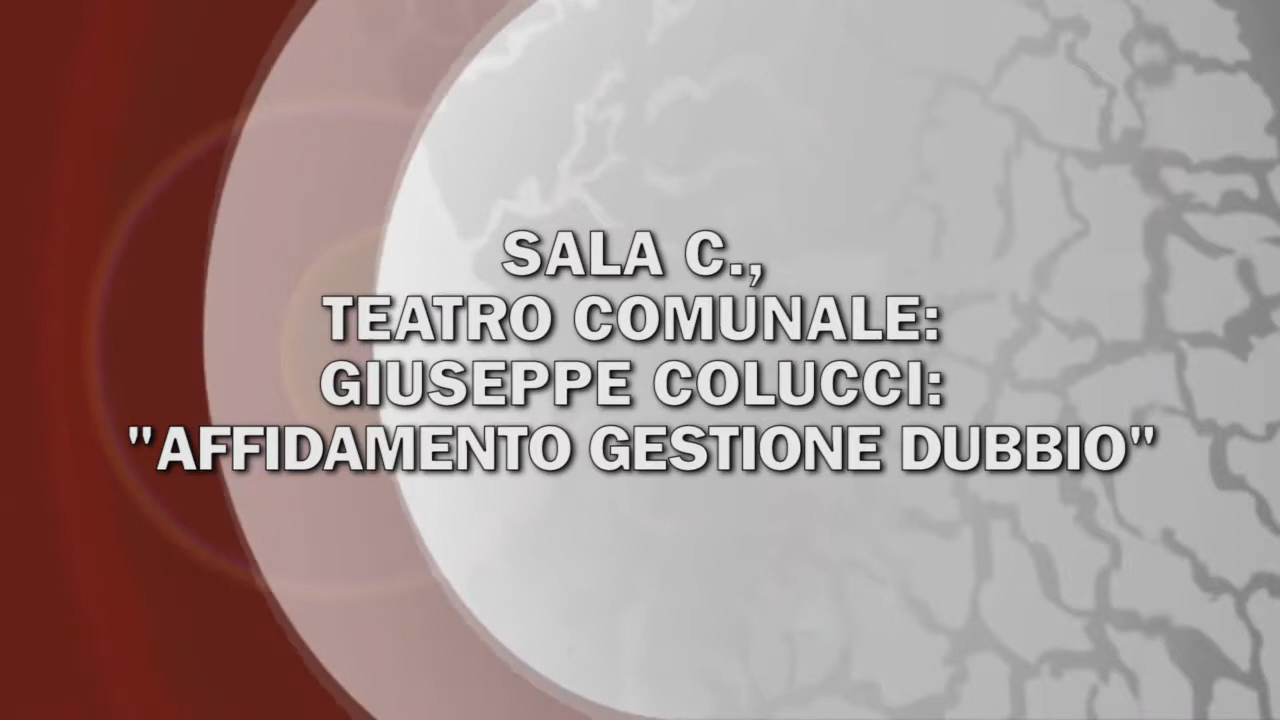 SALA C.,
TEATRO COMUNALE:
GIUSEPPE COLUCCI:
"AFFIDAMENTO GESTIONE DUBBIO"